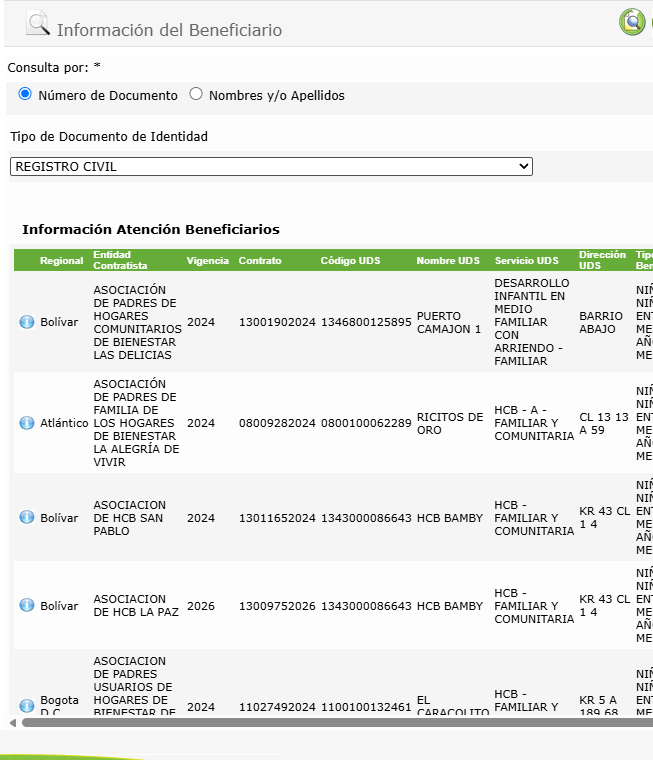 Información del Beneficiario
Consulta por: *
Número de Documento Nombres y/o Apellidos
Tipo de Documento de Identidad
REGISTRO CIVIL
Información Atención Beneficiarios
Regional Entidad Contratista Vigencia Contrato Código UDS Nombre UDS Servicio UDS Dirección UDS
Bolívar ASOCIACIÓN DE PADRES DE HOGARES COMUNITARIOS DE BIENESTAR LAS DELICIAS 2024 13001902024 1346800125895 PUERTO CAMAJON 1 DESARROLLO INFANTIL EN MEDIO FAMILIAR CON ARRIENDO - FAMILIAR BARRIO ABAJO
Atlántico ASOCIACIÓN DE PADRES DE FAMILIA DE LOS HOGARES DE BIENESTAR LA ALEGRÍA DE VIVIR 2024 08009282024 0800100062289 RICITOS DE ORO HCB - A - FAMILIAR Y COMUNITARIA CL 13 13 A 59
Bolívar ASOCIACION DE HCB SAN PABLO 2024 13011652024 1343000086643 HCB BAMBY HCB - FAMILIAR Y COMUNITARIA KR 43 CL 1 4
Bolívar ASOCIACION DE HCB LA PAZ 2026 13009752026 1343000086643 HCB BAMBY HCB - FAMILIAR Y COMUNITARIA KR 43 CL 1 4
Bogota D.C. ASOCIACION DE PADRES USUARIOS DE HOGARES DE BIENESTAR DE 2024 11027492024 1100100132461 EL CARACOLITO HCB - FAMILIAR Y KR 5 A 189 68